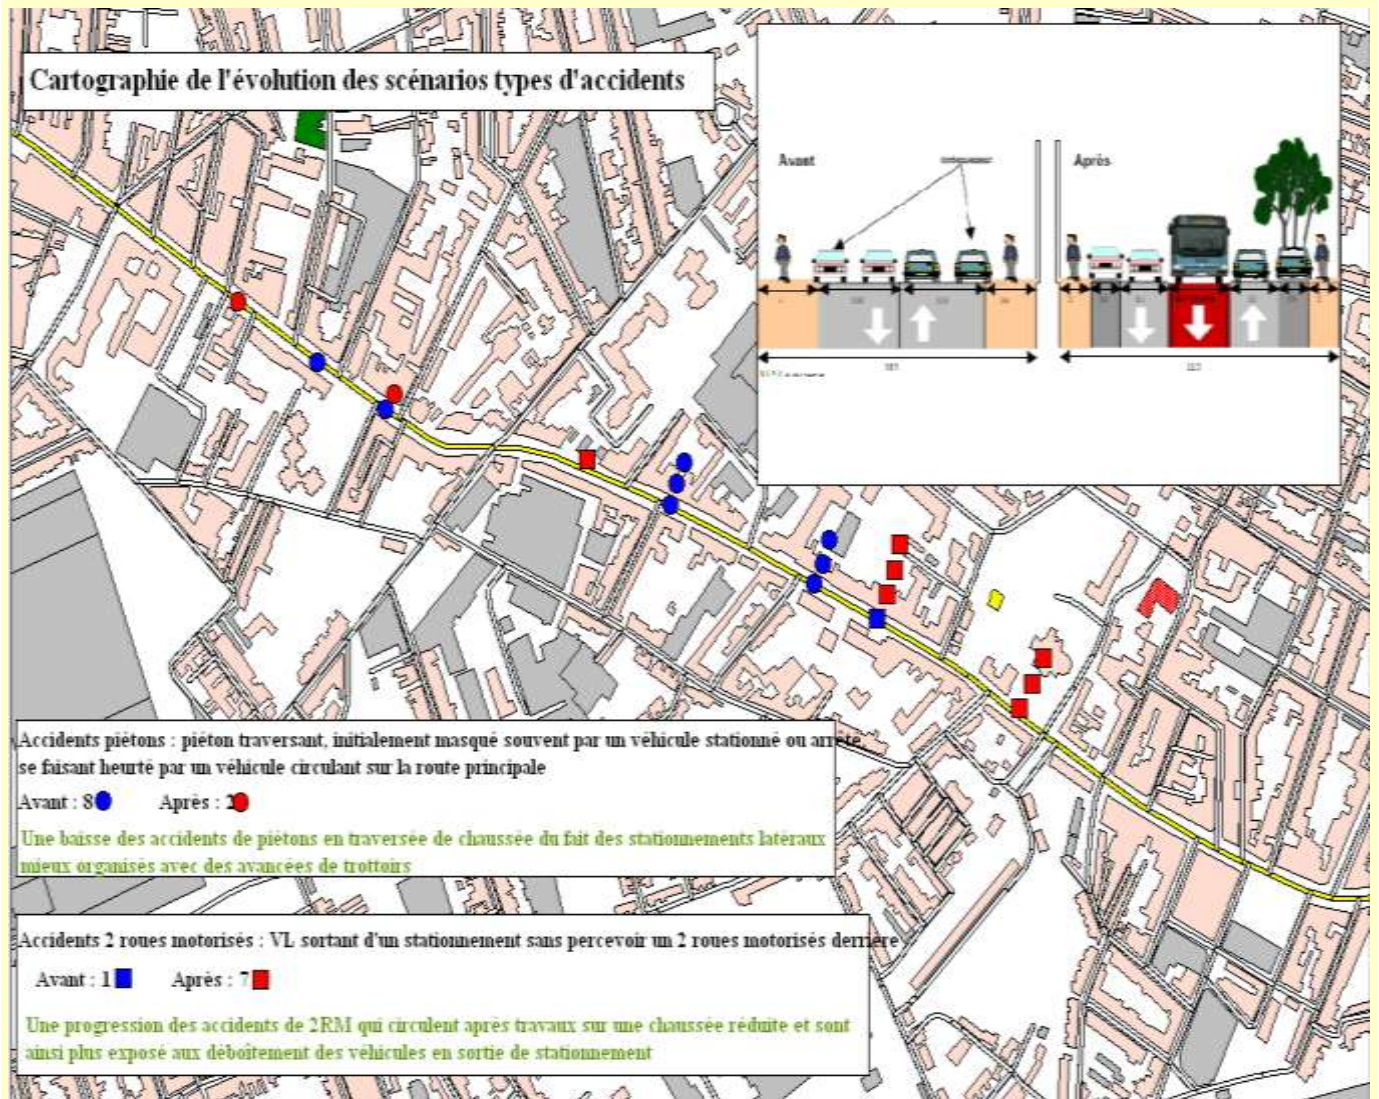 Cartographie de l'évolution des scénarios types d'accidents
Avant
Après
Accidents piétons : piéton traversant, initialement masqué souvent par un véhicule stationné ou arrêté,
se faisant heurté par un véhicule circulant sur la route principale
Avant : 8 Après : 2
Une baisse des accidents de piétons en traversée de chaussée du fait des stationnements latéraux
mieux organisés avec des avancées de trottoirs
Accidents 2 roues motorisés : VL sortant d'un stationnement sans percevoir un 2 roues motorisés derrière
Avant : 1 Après : 7
Une progression des accidents de 2RM qui circulent après travaux sur une chaussée réduite et sont
ainsi plus exposé aux déboîtement des véhicules en sortie de stationnement